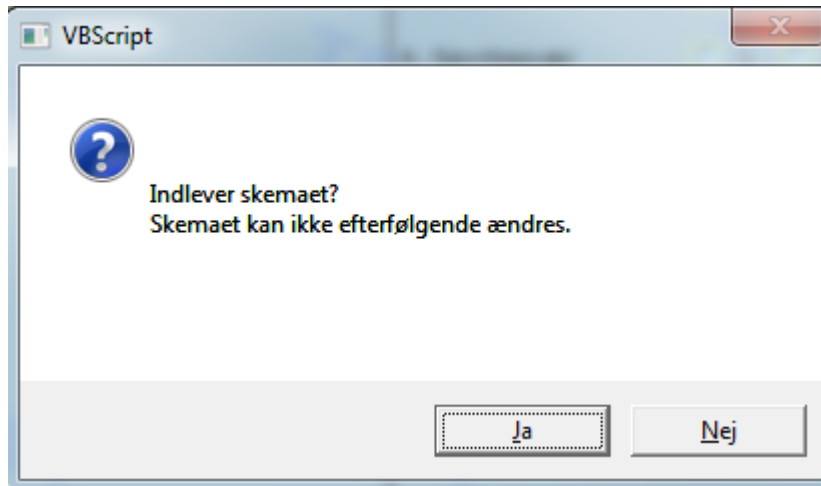 VBScript
Indlever skemaet?
Skemaet kan ikke efterfølgende ændres.
Ja
Nej